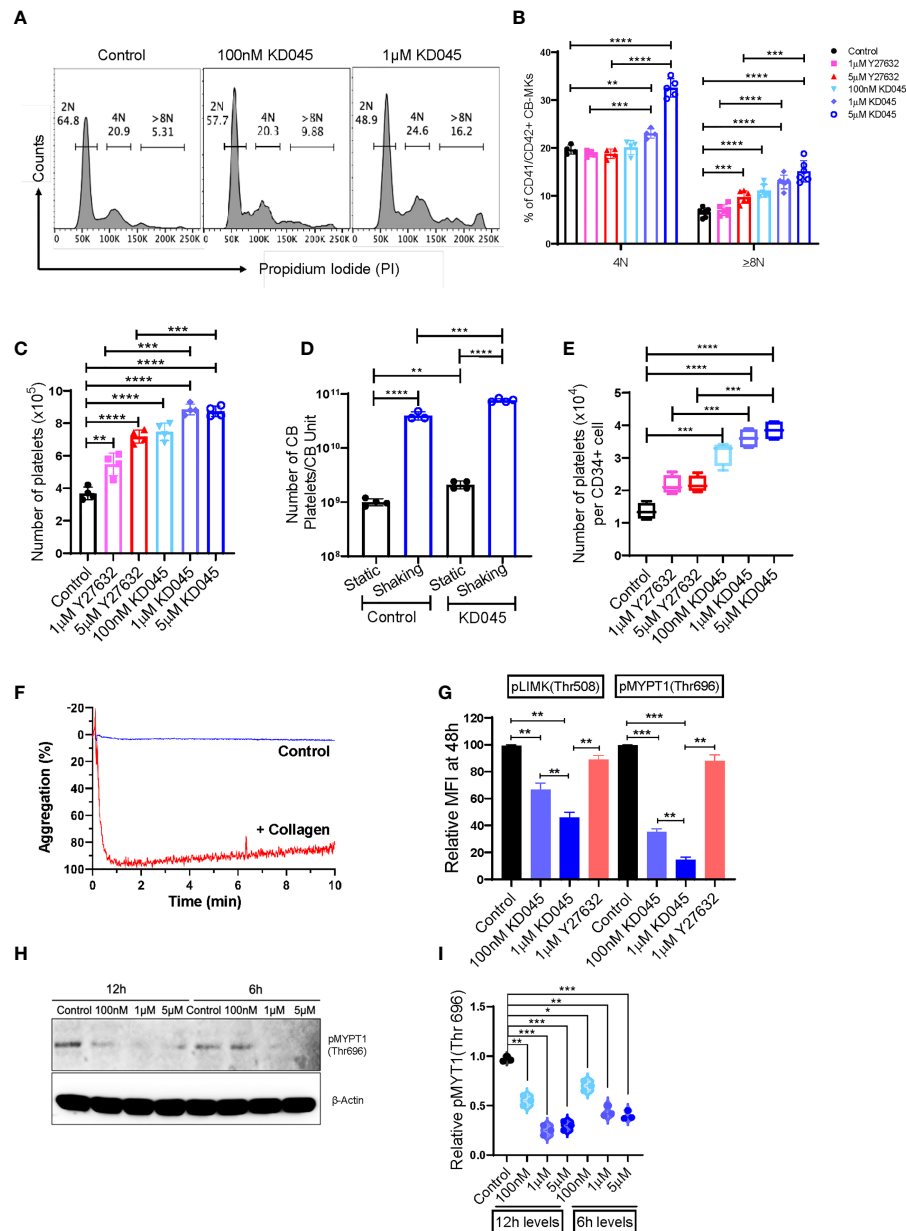 A
Control
100nM KD045
1µM KD045
2N
64.8
4N
20.9
>8N
5.31
2N
57.7
4N
20.3
>8N
9.88
2N
48.9
4N
24.6
>8N
16.2
Counts
0 50K 100K 150K 200K 250K
0 50K 100K 150K 200K 250K
0 50K 100K 150K 200K 250K
Propidium Iodide (PI)
B
% of CD41/CD42+ CB-MKs
40
30
20
10
0
****
****
**
***
***
****
****
****
****
***
4N
≥8N
Control
1µM Y27632
5µM Y27632
100nM KD045
1µM KD045
5µM KD045
C
Number of platelets (x10⁵)
10
8
6
4
2
0
***
***
****
****
****
****
**
Control
1µM Y27632
5µM Y27632
100nM KD045
1µM KD045
5µM KD045
D
Number of CB
Platelets/CB Unit
10¹¹
10¹⁰
10⁹
10⁸
***
**
****
****
Static
Shaking
Static
Shaking
Control
KD045
E
Number of platelets (x10⁴)
per CD34+ cell
5
4
3
2
1
0
****
****
***
***
***
Control
1µM Y27632
5µM Y27632
100nM KD045
1µM KD045
5µM KD045
F
Aggregation (%)
-20
0
20
40
60
80
100
Control
+ Collagen
0 2 4 6 8 10
Time (min)
G
pLIMK(Thr508)
pMYPT1(Thr696)
Relative MFI at 48h
120
100
80
60
40
20
0
**
**
**
**
***
***
**
**
Control
100nM KD045
1µM KD045
1µM Y27632
Control
100nM KD045
1µM KD045
1µM Y27632
H
12h
6h
Control 100nM 1µM 5µM Control 100nM 1µM 5µM
pMYPT1
(Thr696)
β-Actin
I
Relative pMYT1(Thr 696)
1.5
1.0
0.5
0.0
***
**
*
***
***
**
Control
100nM
1µM
5µM
100nM
1µM
5µM
12h levels
6h levels